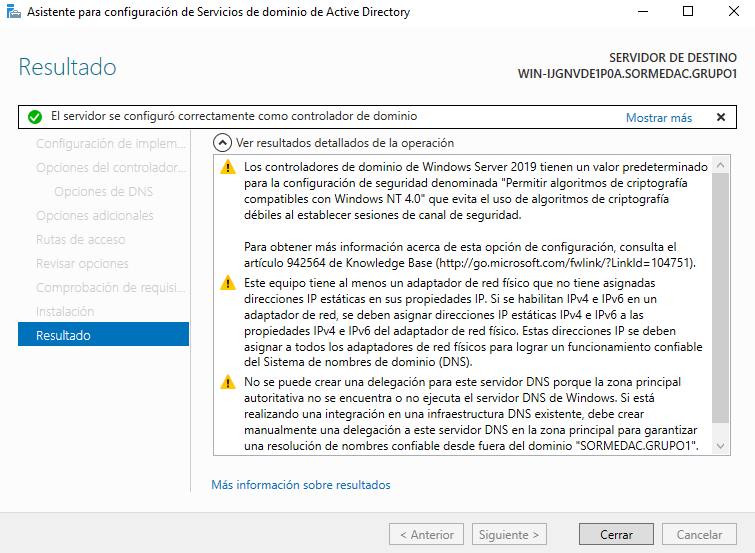 Asistente para configuración de Servicios de dominio de Active Directory
Resultado
SERVIDOR DE DESTINO
WIN-IJGNVDE1P0A.SORMEDAC.GRUPO1
El servidor se configuró correctamente como controlador de dominio
Mostrar más
Configuración de implem...
Opciones del controlador...
Opciones de DNS
Opciones adicionales
Rutas de acceso
Revisar opciones
Comprobación de requisi...
Instalación
Resultado
Ver resultados detallados de la operación
Los controladores de dominio de Windows Server 2019 tienen un valor predeterminado
para la configuración de seguridad denominada "Permitir algoritmos de criptografía
compatibles con Windows NT 4.0" que evita el uso de algoritmos de criptografía
débiles al establecer sesiones de canal de seguridad.
Para obtener más información acerca de esta opción de configuración, consulta el
artículo 942564 de Knowledge Base (http://go.microsoft.com/fwlink/?LinkId=104751).
Este equipo tiene al menos un adaptador de red físico que no tiene asignadas
direcciones IP estáticas en sus propiedades IP. Si se habilitan IPv4 e IPv6 en un
adaptador de red, se deben asignar direcciones IP estáticas IPv4 e IPv6 a las
propiedades IPv4 e IPv6 del adaptador de red físico. Estas direcciones IP se deben
asignar a todos los adaptadores de red físicos para lograr un funcionamiento confiable
del Sistema de nombres de dominio (DNS).
No se puede crear una delegación para este servidor DNS porque la zona principal
autoritativa no se encuentra o no ejecuta el servidor DNS de Windows. Si está
realizando una integración en una infraestructura DNS existente, debe crear
manualmente una delegación a este servidor DNS en la zona principal para garantizar
una resolución de nombres confiable desde fuera del dominio "SORMEDAC.GRUPO1".
Más información sobre resultados
< Anterior
Siguiente >
Cerrar
Cancelar